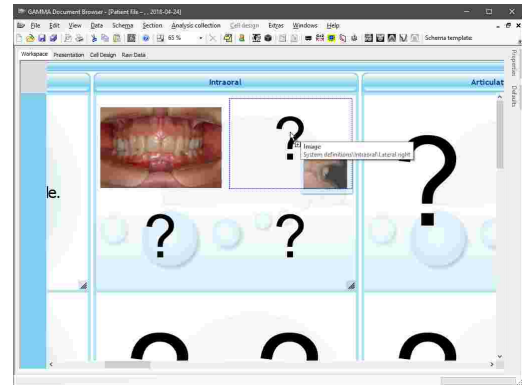 GAMMA Document Browser - [Patient file - , , 2018-04-24]
File Edit View Data Schema Section Analysis collection Cell design Extras Windows Help
65 % Schema template:
Workspace Presentation Cell Design Raw Data
Properties
Defaults
Intraoral
Articulat
?
Image
System definitions\Intraoral\Lateral right
?
le.
? ?